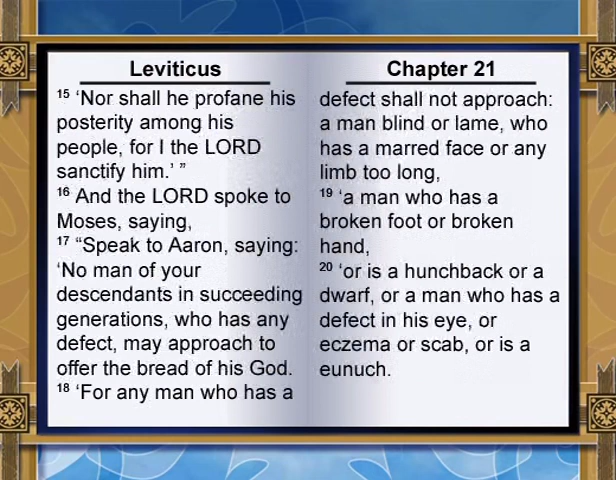 Leviticus
15 ‘Nor shall he profane his
posterity among his
people, for I the LORD
sanctify him.’ ”
16 And the LORD spoke to
Moses, saying,
17 “Speak to Aaron, saying:
‘No man of your
descendants in succeeding
generations, who has any
defect, may approach to
offer the bread of his God.
18 ‘For any man who has a
Chapter 21
defect shall not approach:
a man blind or lame, who
has a marred face or any
limb too long,
19 ‘a man who has a
broken foot or broken
hand,
20 ‘or is a hunchback or a
dwarf, or a man who has a
defect in his eye, or
eczema or scab, or is a
eunuch.